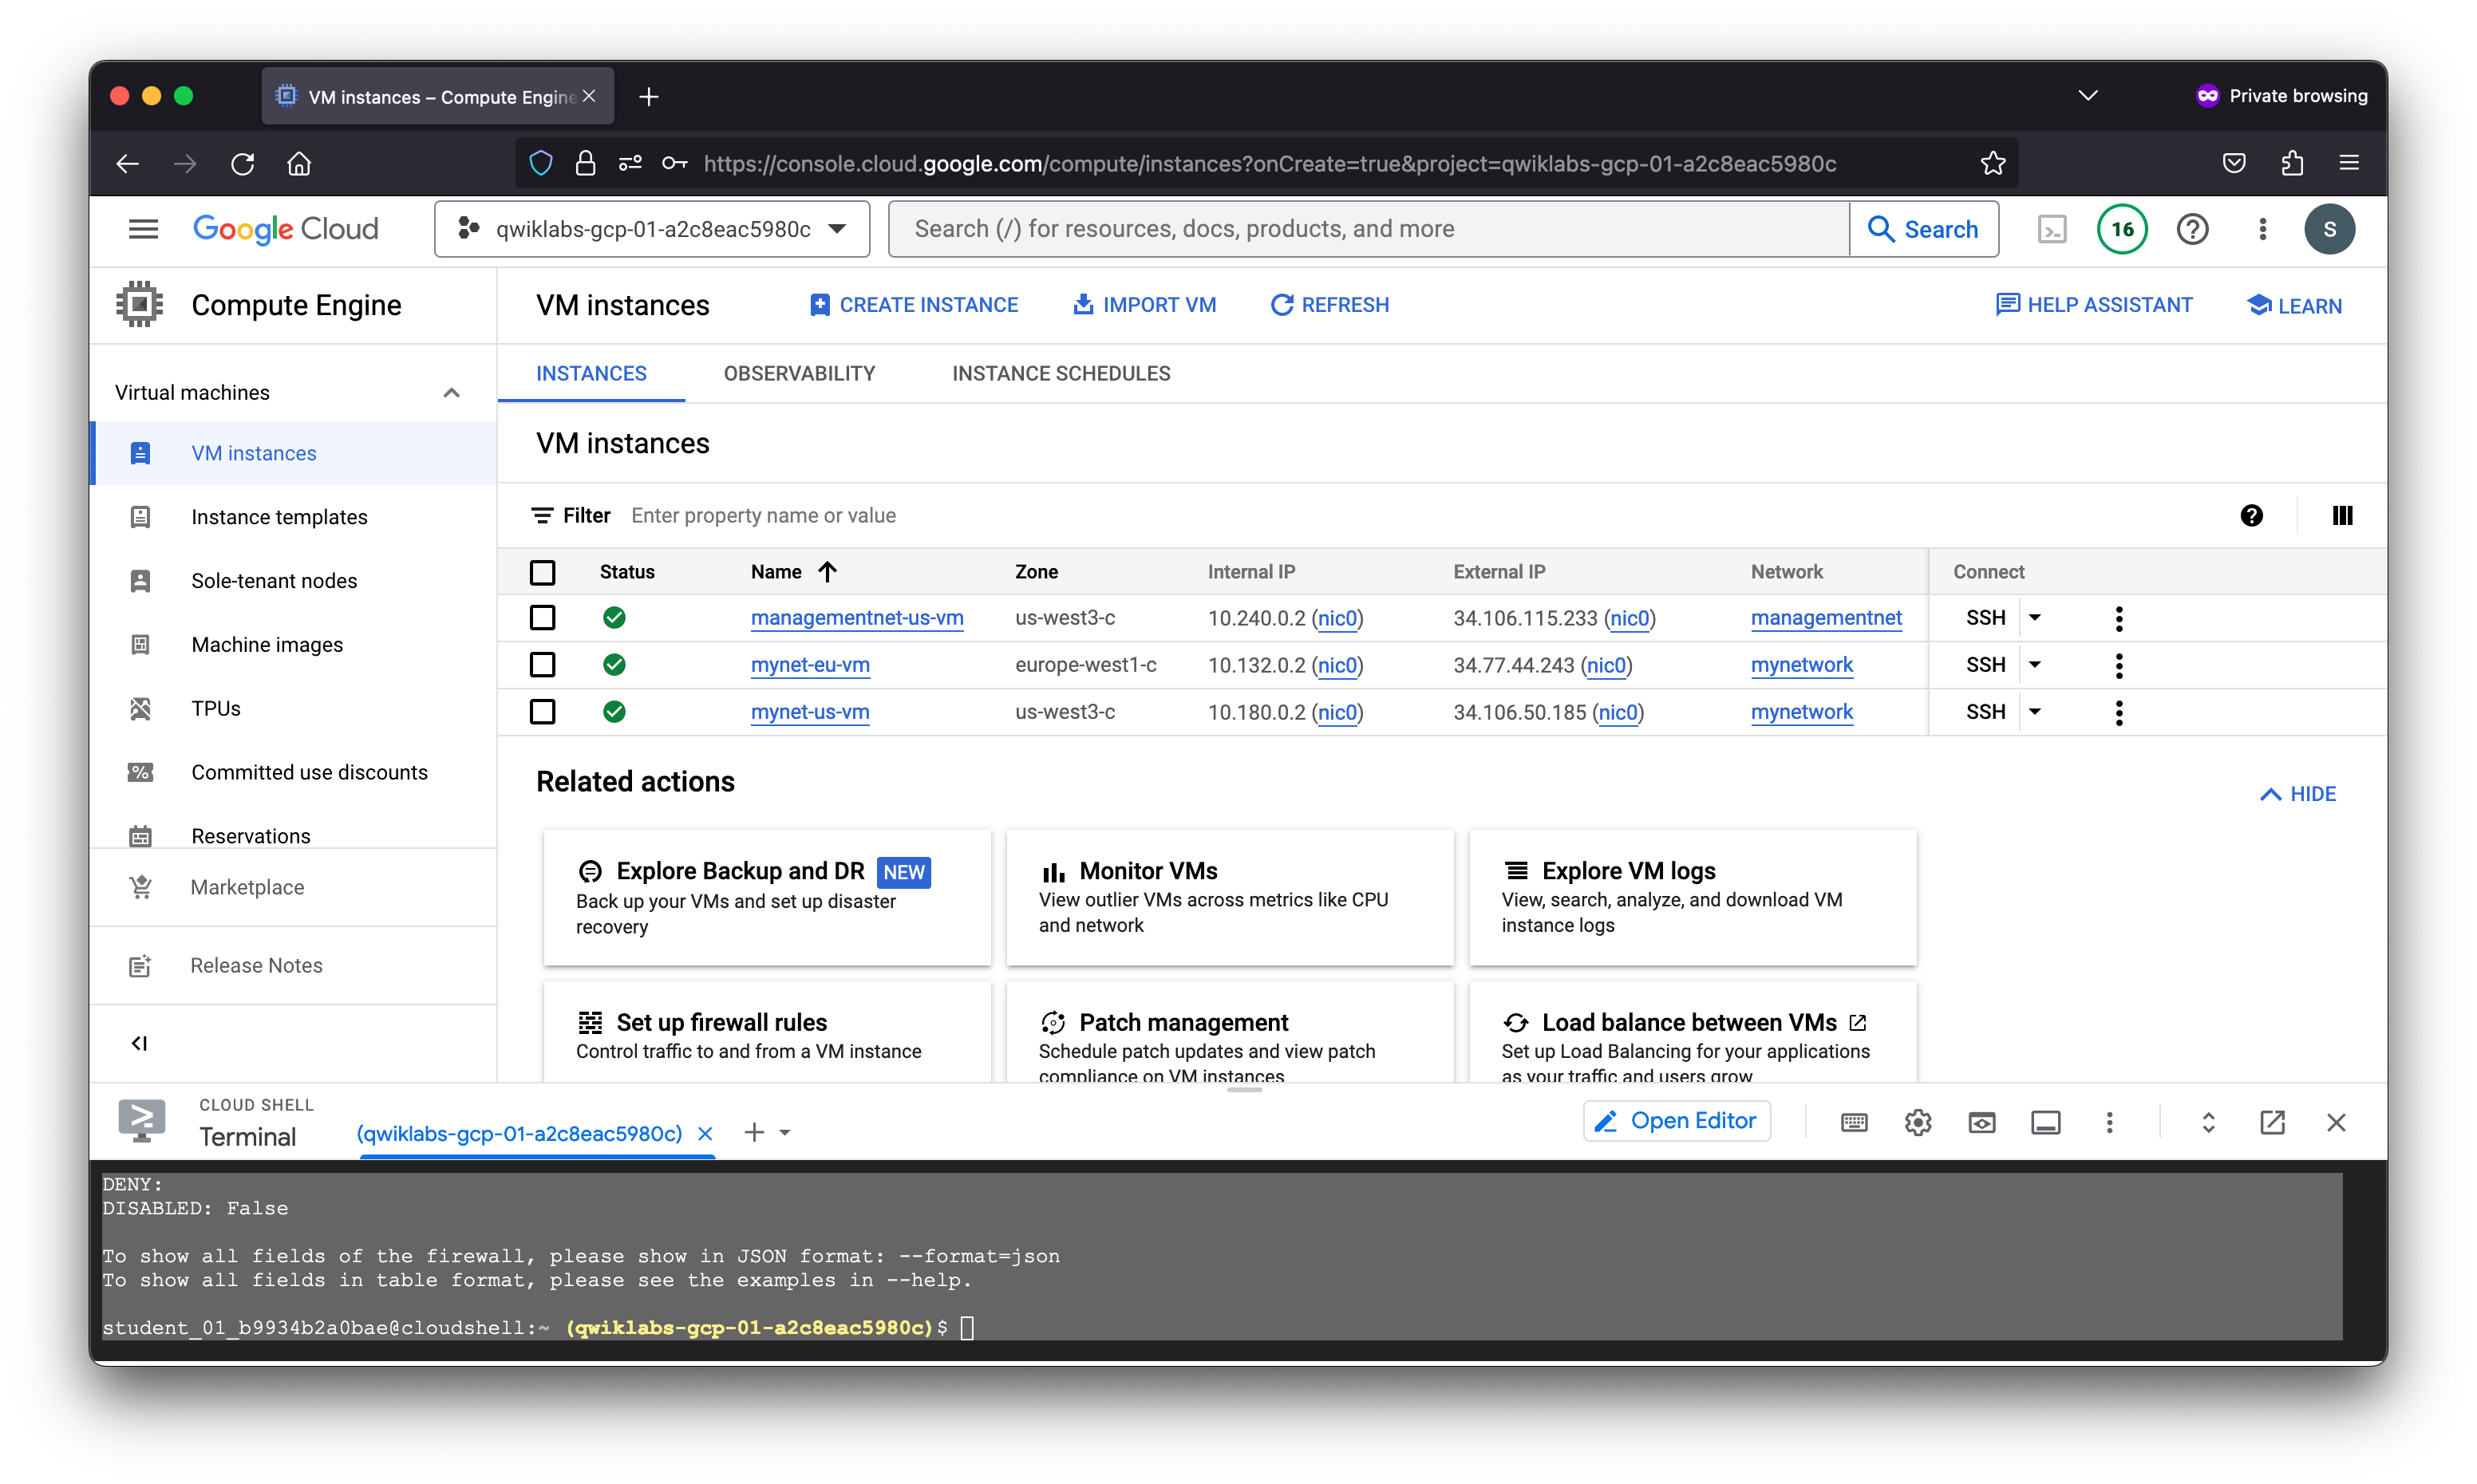 VM instances – Compute Engine
Private browsing
https://console.cloud.google.com/compute/instances?onCreate=true&project=qwiklabs-gcp-01-a2c8eac5980c
Google Cloud
qwiklabs-gcp-01-a2c8eac5980c
Search (/) for resources, docs, products, and more
Search
16
S
Compute Engine
VM instances
CREATE INSTANCE
IMPORT VM
REFRESH
HELP ASSISTANT
LEARN
Virtual machines
VM instances
Instance templates
Sole-tenant nodes
Machine images
TPUs
Committed use discounts
Reservations
Marketplace
Release Notes
INSTANCES OBSERVABILITY INSTANCE SCHEDULES
VM instances
Filter Enter property name or value
Status Name Zone Internal IP External IP Network Connect
managementnet-us-vm us-west3-c 10.240.0.2 (nic0) 34.106.115.233 (nic0) managementnet SSH
mynet-eu-vm europe-west1-c 10.132.0.2 (nic0) 34.77.44.243 (nic0) mynetwork SSH
mynet-us-vm us-west3-c 10.180.0.2 (nic0) 34.106.50.185 (nic0) mynetwork SSH
Related actions
HIDE
Explore Backup and DR NEW
Back up your VMs and set up disaster
recovery
Monitor VMs
View outlier VMs across metrics like CPU
and network
Explore VM logs
View, search, analyze, and download VM
instance logs
Set up firewall rules
Control traffic to and from a VM instance
Patch management
Schedule patch updates and view patch
compliance on VM instances
Load balance between VMs
Set up Load Balancing for your applications
as your traffic and users grow
CLOUD SHELL
Terminal
(qwiklabs-gcp-01-a2c8eac5980c)
Open Editor
DENY:
DISABLED: False
To show all fields of the firewall, please show in JSON format: --format=json
To show all fields in table format, please see the examples in --help.
student_01_b9934b2a0bae@cloudshell:~ (qwiklabs-gcp-01-a2c8eac5980c)$